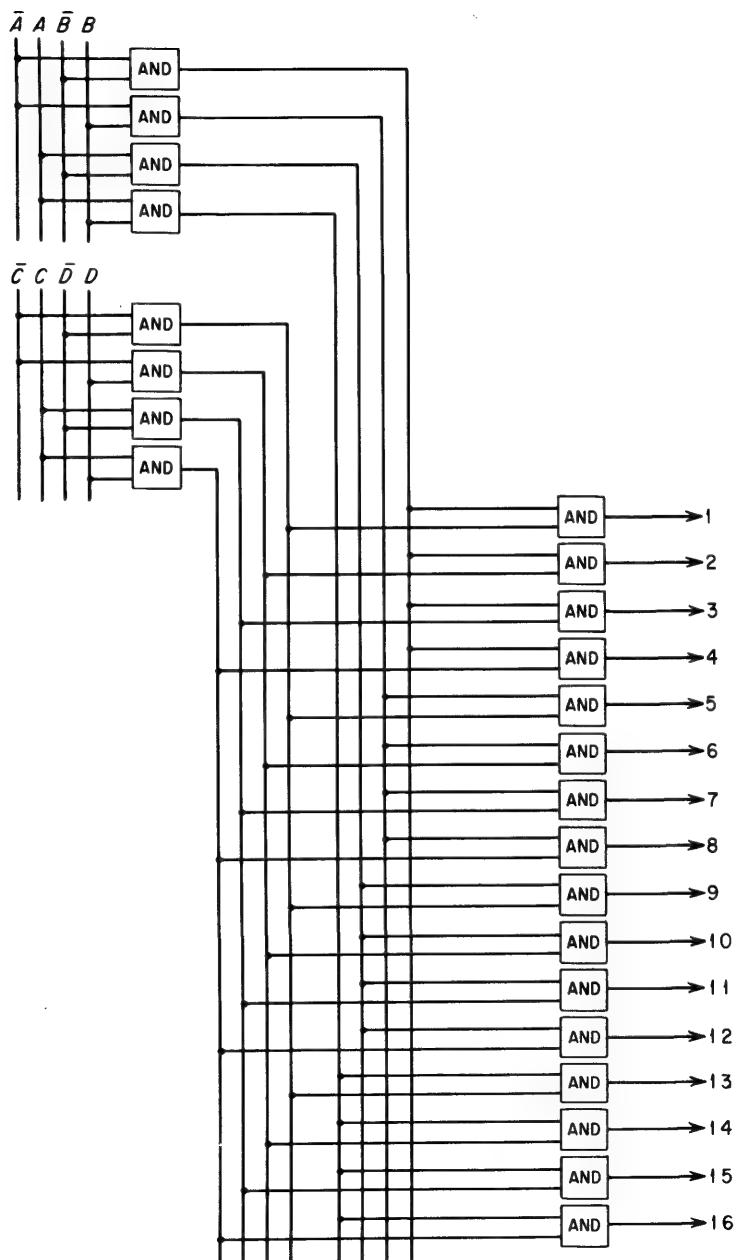 Ā A B̄ B
AND
AND
AND
AND
C̄ C D̄ D
AND
AND
AND
AND
AND 1
AND 2
AND 3
AND 4
AND 5
AND 6
AND 7
AND 8
AND 9
AND 10
AND 11
AND 12
AND 13
AND 14
AND 15
AND 16